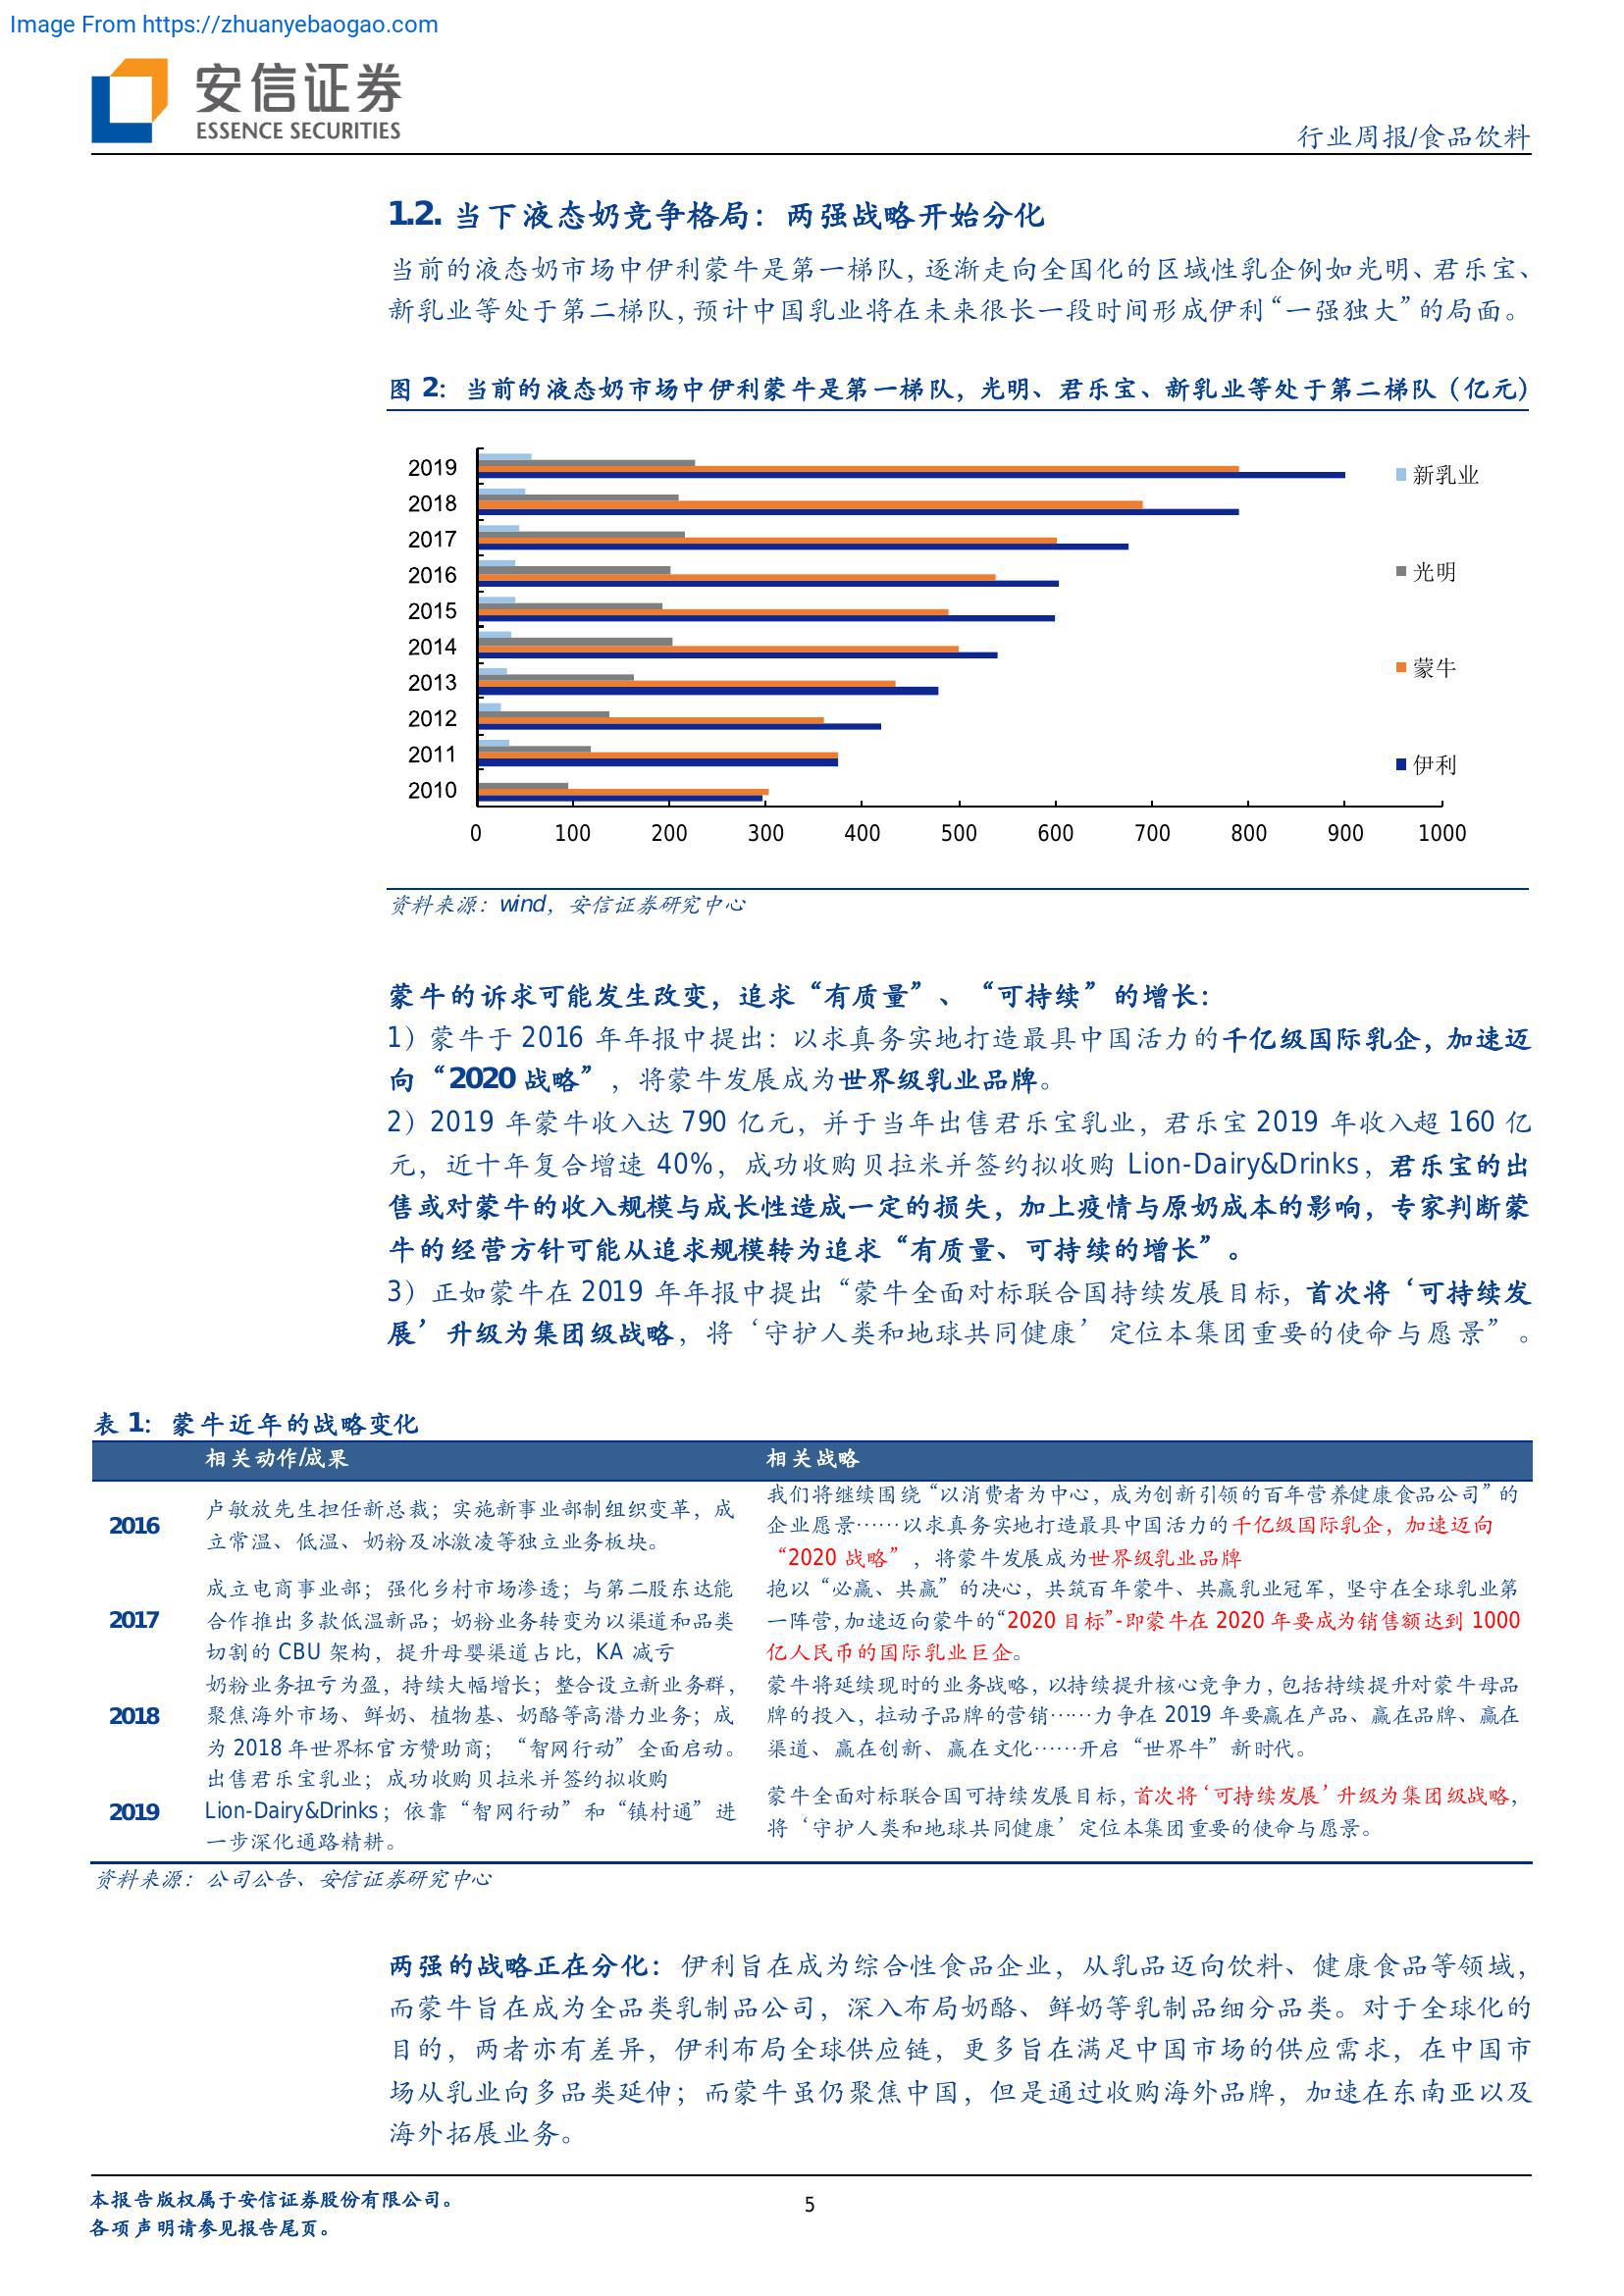 Image From https://zhuanyebaogao.com
安信证券
ESSENCE SECURITIES
行业周报/食品饮料
1.2. 当下液态奶竞争格局：两强战略开始分化
当前的液态奶市场中伊利蒙牛是第一梯队，逐渐走向全国化的区域性乳企例如光明、君乐宝、
新乳业等处于第二梯队，预计中国乳业将在未来很长一段时间形成伊利“一强独大”的局面。
图 2：当前的液态奶市场中伊利蒙牛是第一梯队，光明、君乐宝、新乳业等处于第二梯队（亿元）
2019
2018
2017
2016
2015
2014
2013
2012
2011
2010
0 100 200 300 400 500 600 700 800 900 1000
新乳业
光明
蒙牛
伊利
资料来源：wind，安信证券研究中心
蒙牛的诉求可能发生改变，追求“有质量”、“可持续”的增长：
1）蒙牛于 2016 年年报中提出：以求真务实地打造最具中国活力的千亿级国际乳企，加速迈
向“2020 战略”，将蒙牛发展成为世界级乳业品牌。
2）2019 年蒙牛收入达 790 亿元，并于当年出售君乐宝乳业，君乐宝 2019 年收入超 160 亿
元，近十年复合增速 40%，成功收购贝拉米并签约拟收购 Lion-Dairy&Drinks，君乐宝的出
售或对蒙牛的收入规模与成长性造成一定的损失，加上疫情与原奶成本的影响，专家判断蒙
牛的经营方针可能从追求规模转为追求“有质量、可持续的增长”。
3）正如蒙牛在 2019 年年报中提出“蒙牛全面对标联合国持续发展目标，首次将‘可持续发
展’升级为集团级战略，将‘守护人类和地球共同健康’定位本集团重要的使命与愿景”。
表 1：蒙牛近年的战略变化
相关动作/成果 相关战略
2016
卢敏放先生担任新总裁；实施新事业部制组织变革，成
立常温、低温、奶粉及冰激凌等独立业务板块。
我们将继续围绕“以消费者为中心，成为创新引领的百年营养健康食品公司”的
企业愿景……以求真务实地打造最具中国活力的千亿级国际乳企，加速迈向
“2020 战略”，将蒙牛发展成为世界级乳业品牌
2017
成立电商事业部；强化乡村市场渗透；与第二股东达能
合作推出多款低温新品；奶粉业务转变为以渠道和品类
切割的 CBU 架构，提升母婴渠道占比，KA 减亏
抱以“必赢、共赢”的决心，共筑百年蒙牛、共赢乳业冠军，坚守在全球乳业第
一阵营，加速迈向蒙牛的“2020 目标”-即蒙牛在 2020 年要成为销售额达到 1000
亿人民币的国际乳业巨企。
2018
奶粉业务扭亏为盈，持续大幅增长；整合设立新业务群，
聚焦海外市场、鲜奶、植物基、奶酪等高潜力业务；成
为 2018 年世界杯官方赞助商；“智网行动”全面启动。
蒙牛将延续现时的业务战略，以持续提升核心竞争力，包括持续提升对蒙牛母品
牌的投入，拉动子品牌的营销……力争在 2019 年要赢在产品、赢在品牌、赢在
渠道、赢在创新、赢在文化……开启“世界牛”新时代。
2019
出售君乐宝乳业；成功收购贝拉米并签约拟收购
Lion-Dairy&Drinks；依靠“智网行动”和“镇村通”进
一步深化通路精耕。
蒙牛全面对标联合国可持续发展目标，首次将‘可持续发展’升级为集团级战略，
将‘守护人类和地球共同健康’定位本集团重要的使命与愿景。
资料来源：公司公告、安信证券研究中心
两强的战略正在分化：伊利旨在成为综合性食品企业，从乳品迈向饮料、健康食品等领域，
而蒙牛旨在成为全品类乳制品公司，深入布局奶酪、鲜奶等乳制品细分品类。对于全球化的
目的，两者亦有差异，伊利布局全球供应链，更多旨在满足中国市场的供应需求，在中国市
场从乳业向多品类延伸；而蒙牛虽仍聚焦中国，但是通过收购海外品牌，加速在东南亚以及
海外拓展业务。
本报告版权属于安信证券股份有限公司。
各项声明请参见报告尾页。
5